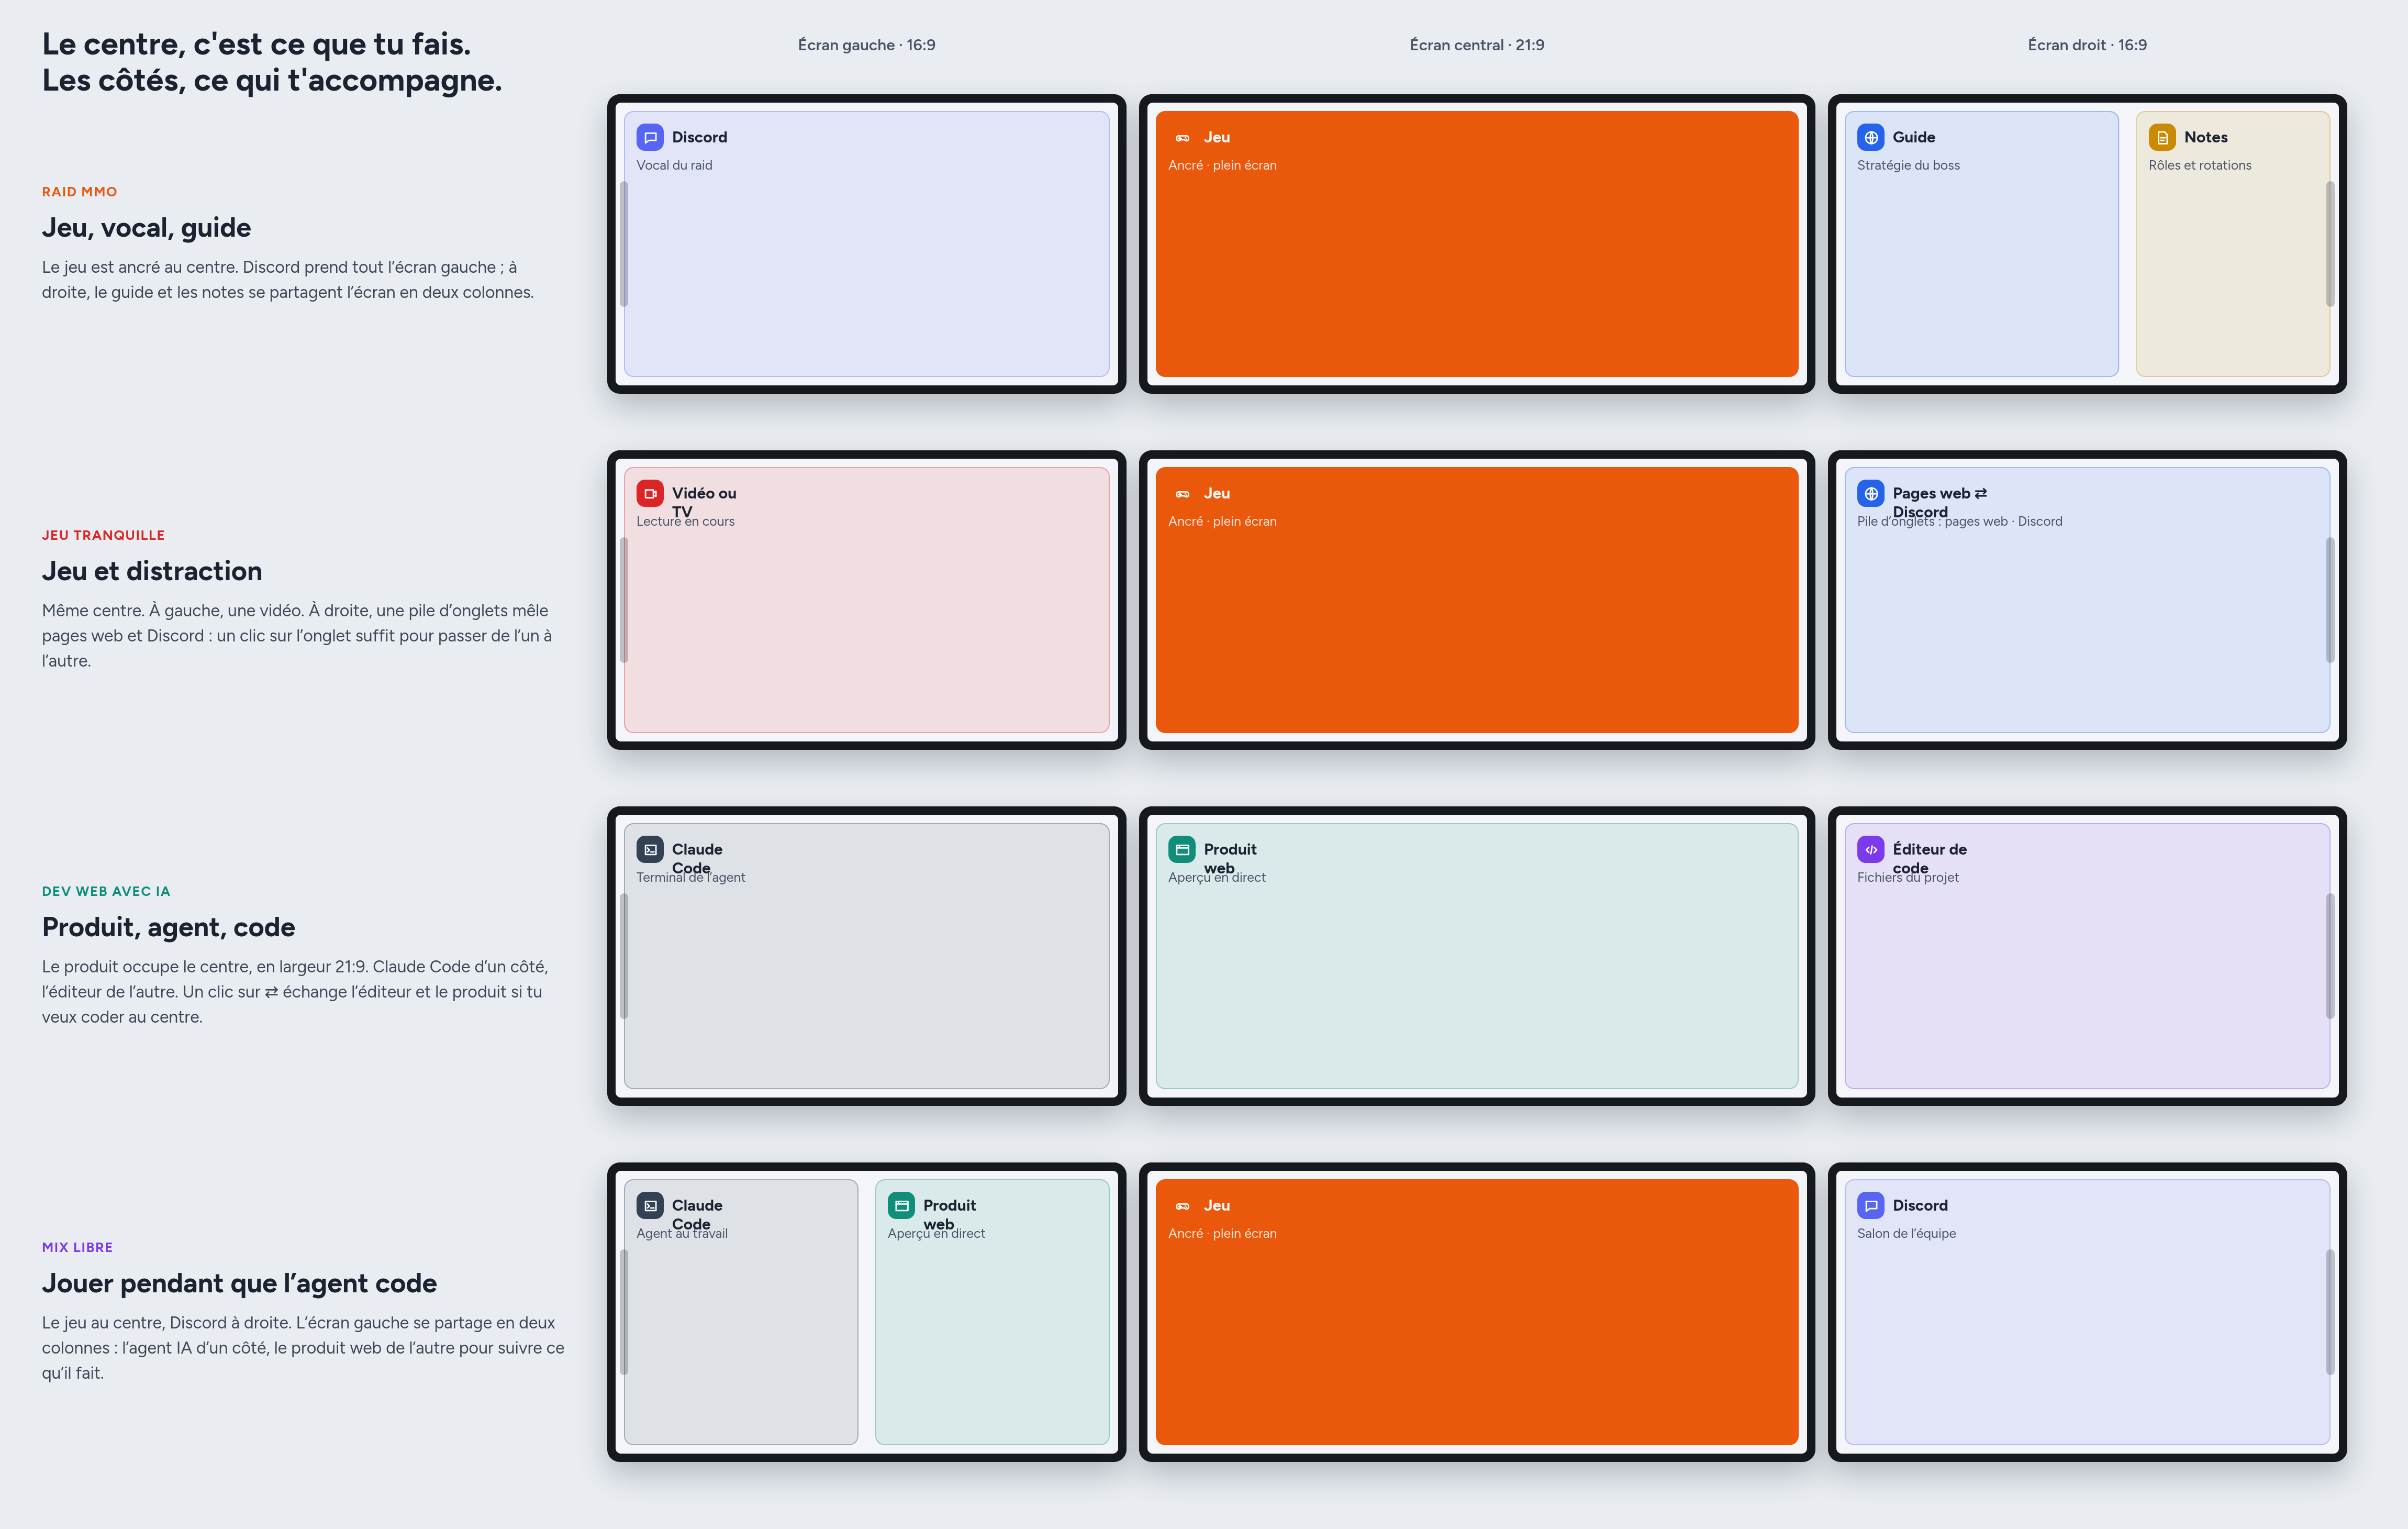 Le centre, c'est ce que tu fais.
Les côtés, ce qui t'accompagne.
Écran gauche · 16:9
Écran central · 21:9
Écran droit · 16:9
RAID MMO
Jeu, vocal, guide
Le jeu est ancré au centre. Discord prend tout l’écran gauche ; à
droite, le guide et les notes se partagent l’écran en deux colonnes.
Discord
Vocal du raid
Jeu
Ancré · plein écran
Guide
Stratégie du boss
Notes
Rôles et rotations
JEU TRANQUILLE
Jeu et distraction
Même centre. À gauche, une vidéo. À droite, une pile d’onglets mêle
pages web et Discord : un clic sur l’onglet suffit pour passer de l’un à
l’autre.
Vidéo ou
TV
Lecture en cours
Jeu
Ancré · plein écran
Pages web ⇄
Discord
Pile d’onglets : pages web · Discord
DEV WEB AVEC IA
Produit, agent, code
Le produit occupe le centre, en largeur 21:9. Claude Code d’un côté,
l’éditeur de l’autre. Un clic sur ⇄ échange l’éditeur et le produit si tu
veux coder au centre.
Claude
Code
Terminal de l’agent
Produit
web
Aperçu en direct
Éditeur de
code
Fichiers du projet
MIX LIBRE
Jouer pendant que l’agent code
Le jeu au centre, Discord à droite. L’écran gauche se partage en deux
colonnes : l’agent IA d’un côté, le produit web de l’autre pour suivre ce
qu’il fait.
Claude
Code
Agent au travail
Produit
web
Aperçu en direct
Jeu
Ancré · plein écran
Discord
Salon de l’équipe